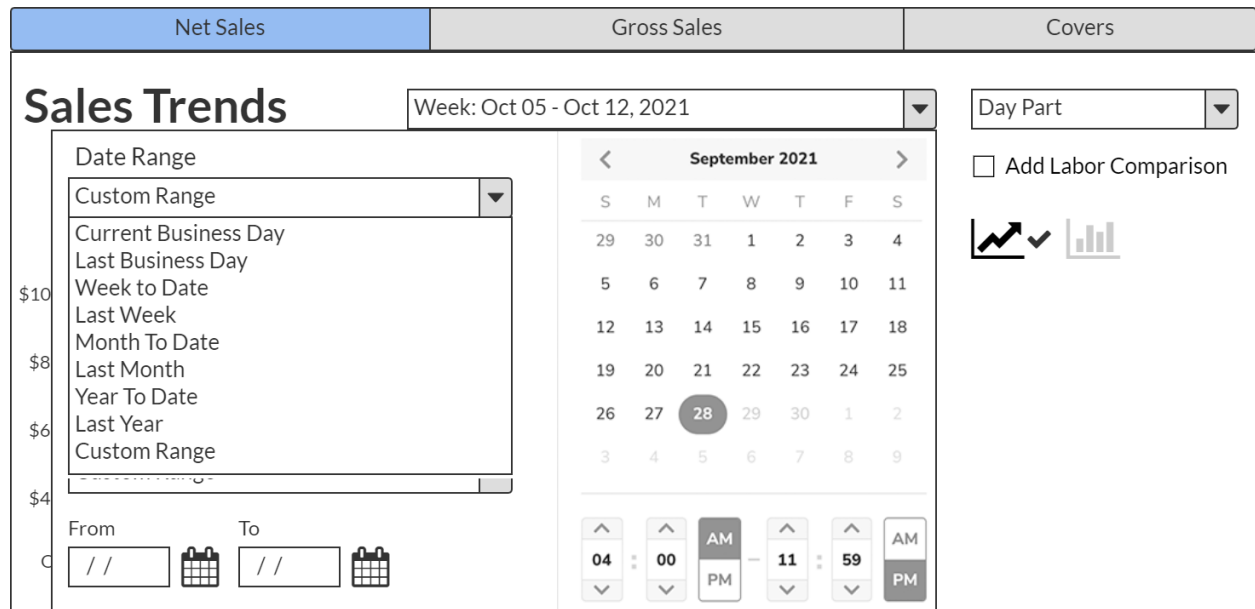 Net Sales
Gross Sales
Covers
Sales Trends
Week: Oct 05 - Oct 12, 2021
Day Part
Add Labor Comparison
Date Range
Custom Range
Current Business Day
Last Business Day
Week to Date
Last Week
Month To Date
Last Month
Year To Date
Last Year
Custom Range
From
To
/ /
/ /
$10
$8
$6
$4
September 2021
S M T W T F S
29 30 31 1 2 3 4
5 6 7 8 9 10 11
12 13 14 15 16 17 18
19 20 21 22 23 24 25
26 27 28 29 30 1 2
3 4 5 6 7 8 9
04 : 00 AM PM – 11 : 59 AM PM